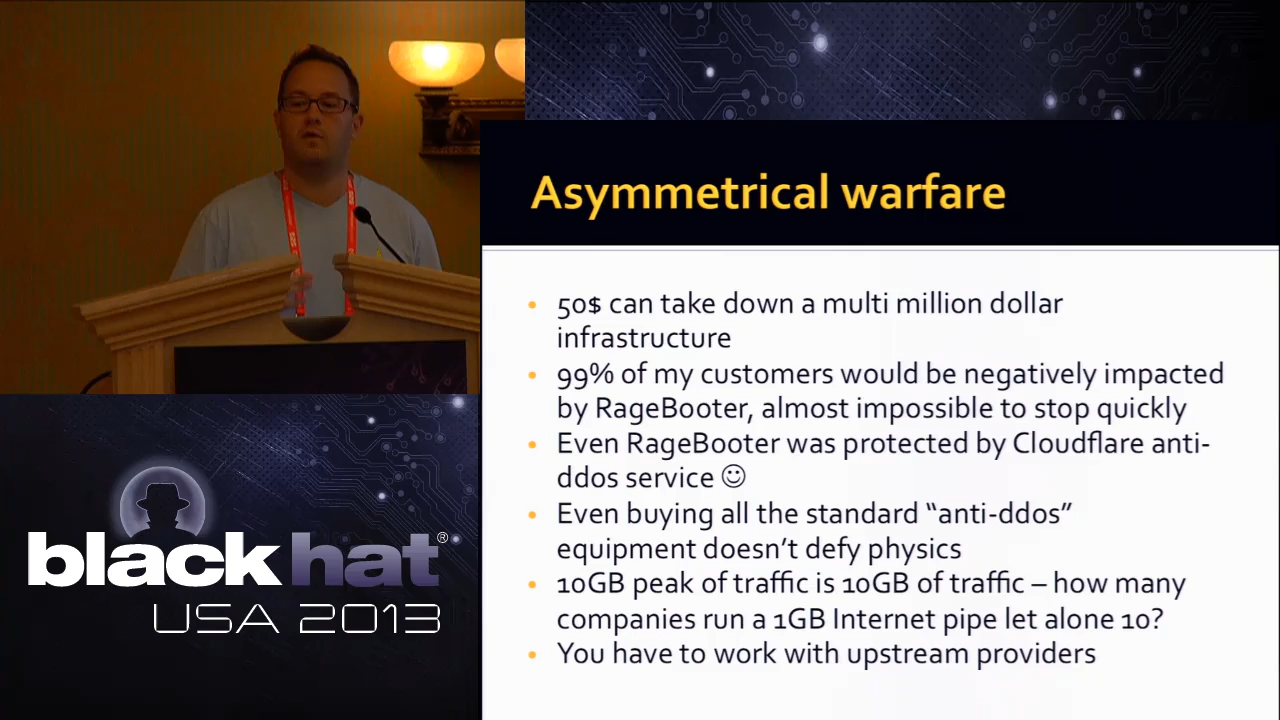 Asymmetrical warfare
• 50$ can take down a multi million dollar
infrastructure
• 99% of my customers would be negatively impacted
by RageBooter, almost impossible to stop quickly
• Even RageBooter was protected by Cloudflare anti-
ddos service ☺
• Even buying all the standard “anti-ddos”
equipment doesn’t defy physics
• 10GB peak of traffic is 10GB of traffic – how many
companies run a 1GB Internet pipe let alone 10?
• You have to work with upstream providers
blackhat®
USA 2013